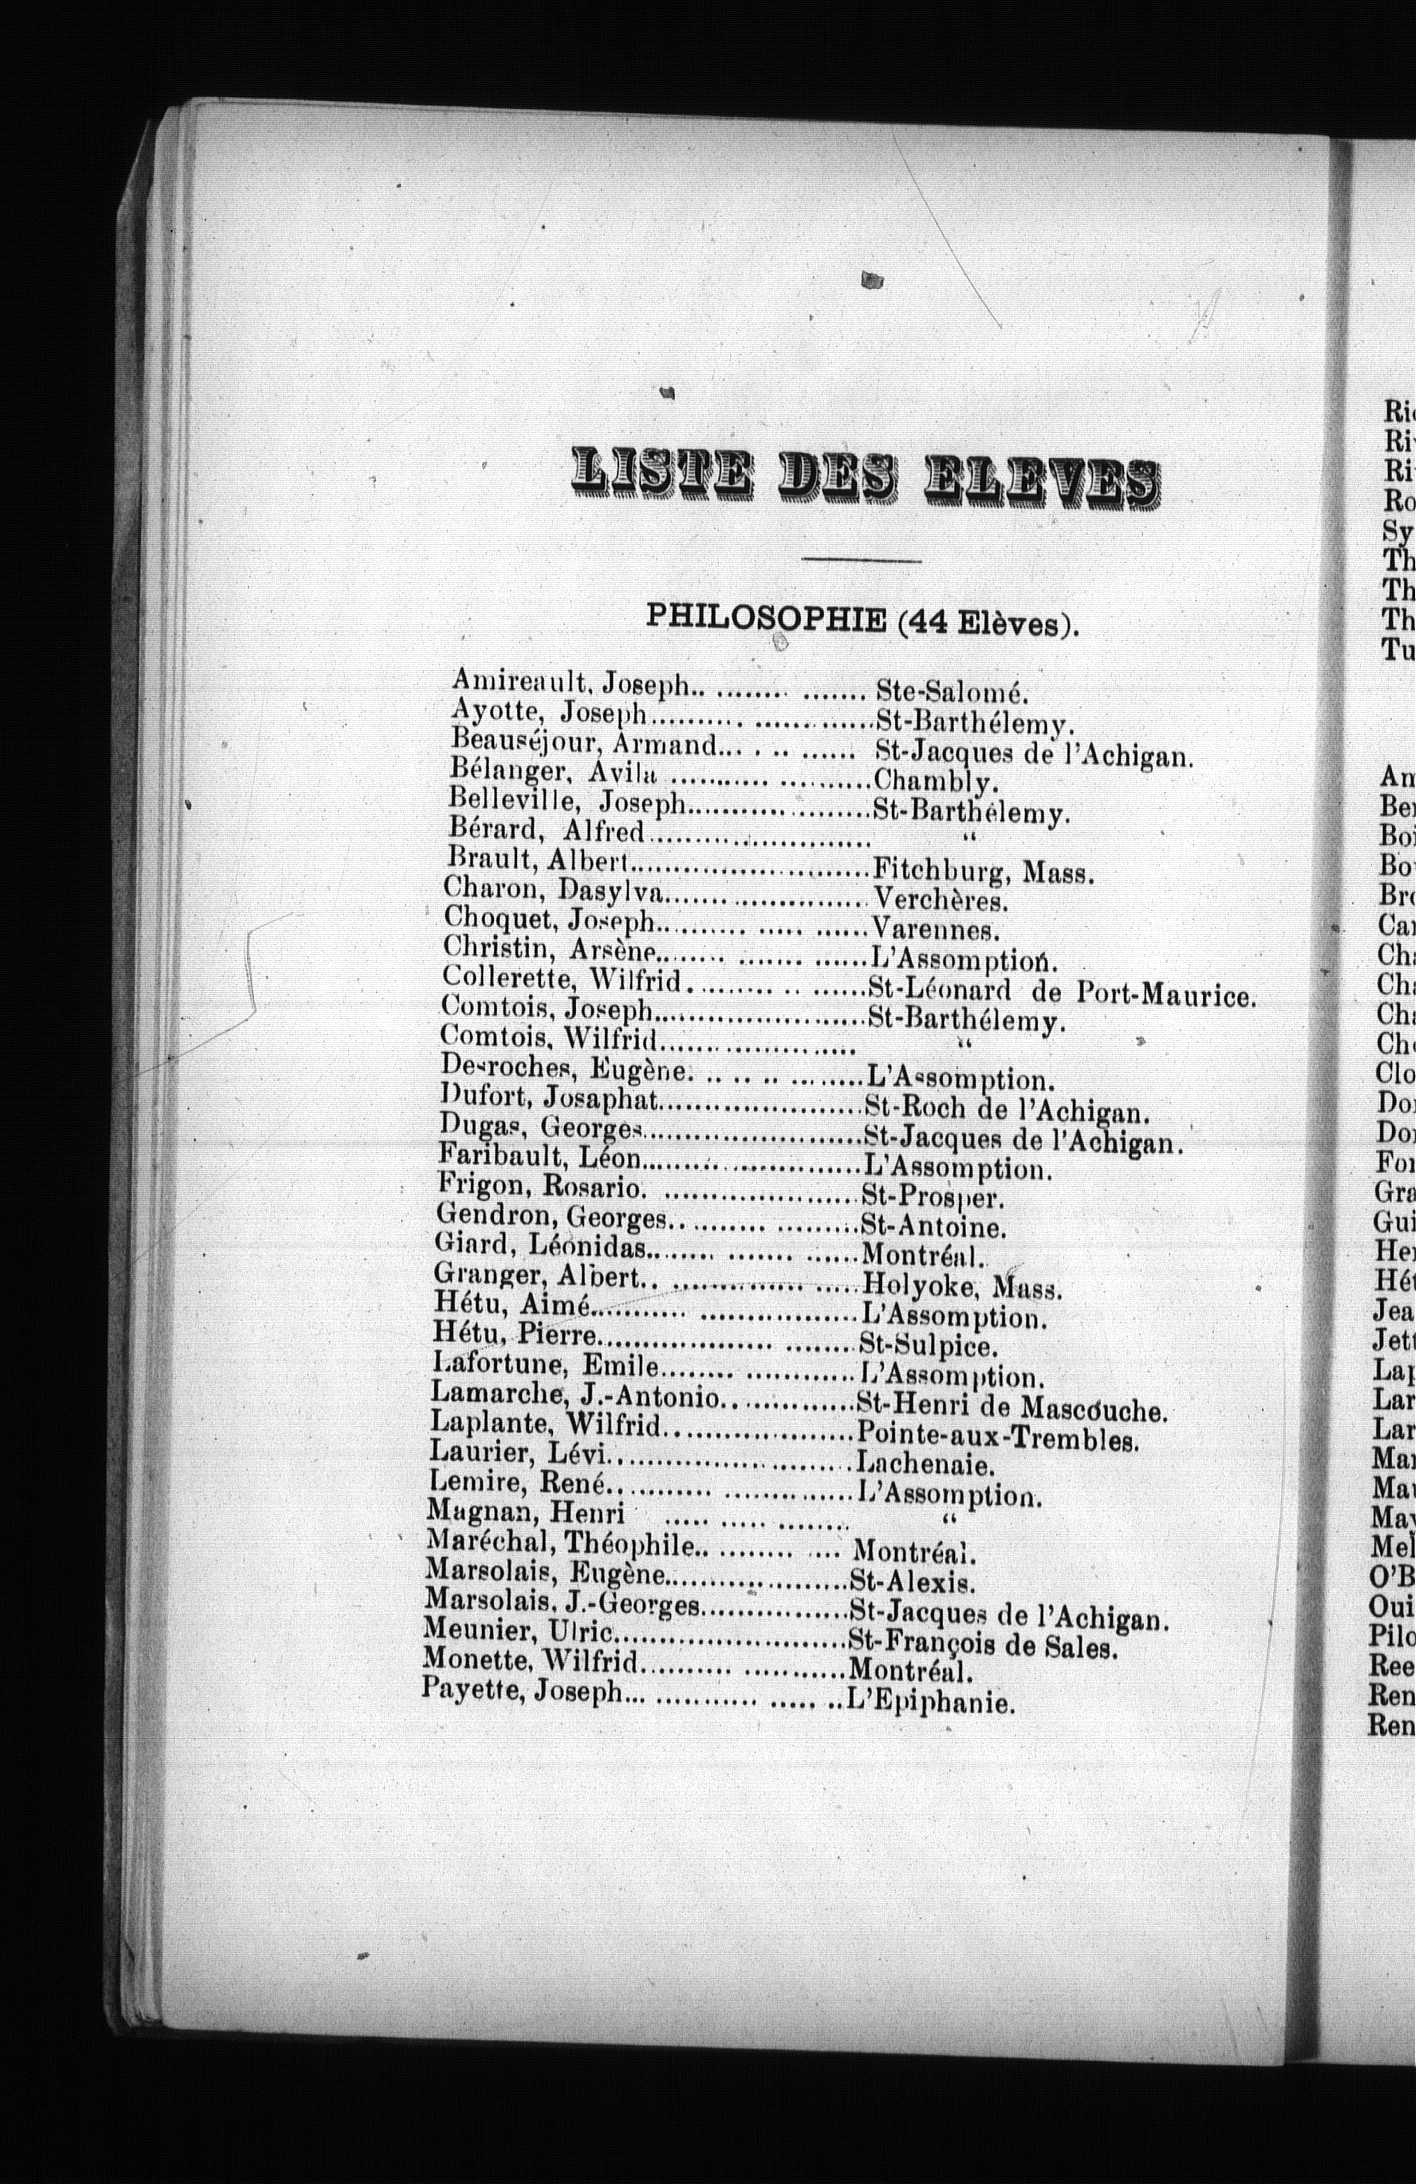 LISTE DES ELEVES
PHILOSOPHIE (44 Elèves).
Amireault, Joseph.. ........ ....... Ste-Salomé.
Ayotte, Joseph.......... .............St-Barthélemy.
Beauséjour, Armand... . .. ...... St-Jacques de l'Achigan.
Bélanger, Avila ........... ..........Chambly.
Belleville, Joseph........... .........St-Barthélemy.
Bérard, Alfred......................... “
Brault, Albert..........................Fitchburg, Mass.
Charon, Dasylva....... ............... Verchères.
Choquet, Joseph.......... ..... ......Varennes.
Christin, Arsène........ ....... ......L'Assomption.
Collerette, Wilfrid. ........ .. ......St-Léonard de Port-Maurice.
Comtois, Joseph.......................St-Barthélemy.
Comtois, Wilfrid...... ............... “
Desroches, Eugène. .. .. .. .........L'Assomption.
Dufort, Josaphat......................St-Roch de l'Achigan.
Dugas, Georges........................St-Jacques de l'Achigan.
Faribault, Léon........ ...............L'Assomption.
Frigon, Rosario. .....................St-Prosper.
Gendron, Georges.. ........ .........St-Antoine.
Giard, Léonidas........ ....... ......Montréal.
Granger, Albert.. .............. .....Holyoke, Mass.
Hétu, Aimé........... .................L'Assomption.
Hétu, Pierre................... ........St-Sulpice.
Lafortune, Emile........ ............L'Assomption.
Lamarche, J.-Antonio.. ............St-Henri de Mascouche.
Laplante, Wilfrid.....................Pointe-aux-Trembles.
Laurier, Lévi................. .........Lachenaie.
Lemire, René........... ..............L'Assomption.
Magnan, Henri ..... ..... ........ “
Maréchal, Théophile.. ........ .... Montréal.
Marsolais, Eugène....................St-Alexis.
Marsolais, J.-Georges................St-Jacques de l'Achigan.
Meunier, Ulric.........................St-François de Sales.
Monette, Wilfrid.......... ...........Montréal.
Payette, Joseph... ........... ..... ..L'Epiphanie.